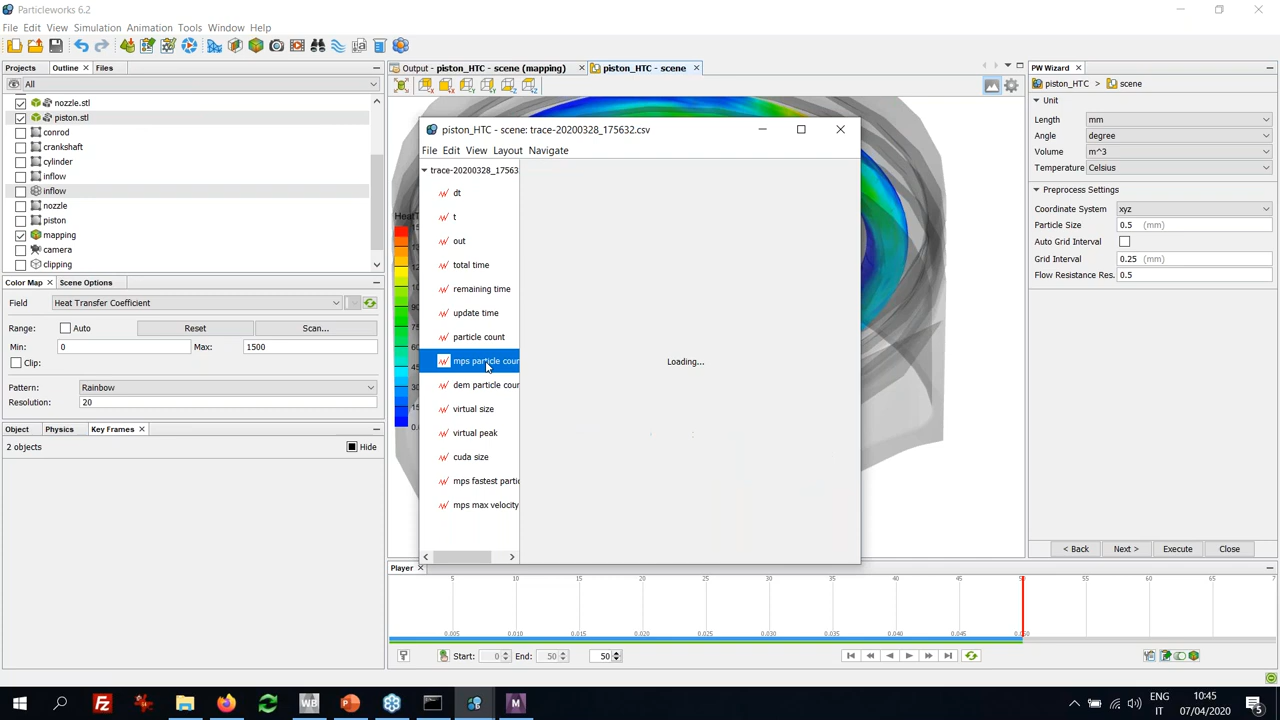 Particleworks 6.2
File Edit View Simulation Animation Tools Window Help
Projects Outline Files
All
nozzle.stl
piston.stl
conrod
crankshaft
cylinder
inflow
inflow
nozzle
piston
mapping
camera
clipping
Color Map Scene Options
Field Heat Transfer Coefficient
Range: Auto Reset Scan...
Min: 0 Max: 1500
Clip:
Pattern: Rainbow
Resolution: 20
Object Physics Key Frames
2 objects Hide
Output - piston_HTC - scene (mapping) piston_HTC - scene
piston_HTC - scene: trace-20200328_175632.csv
File Edit View Layout Navigate
trace-20200328_17563
dt
t
out
total time
remaining time
update time
particle count
mps particle coun
dem particle coun
virtual size
virtual peak
cuda size
mps fastest partic
mps max velocity
Loading...
PW Wizard
piston_HTC > scene
Unit
Length mm
Angle degree
Volume m^3
Temperature Celsius
Preprocess Settings
Coordinate System xyz
Particle Size 0.5 (mm)
Auto Grid Interval
Grid Interval 0.25 (mm)
Flow Resistance Res. 0.5
< Back Next > Execute Close
Player
5 10 15 20 25 30 35 40 45 50 55 60 65 7
0.005 0.010 0.015 0.020 0.025 0.030 0.035 0.040 0.045 0.050
Start: 0 End: 50 50
ENG 10:45
IT 07/04/2020